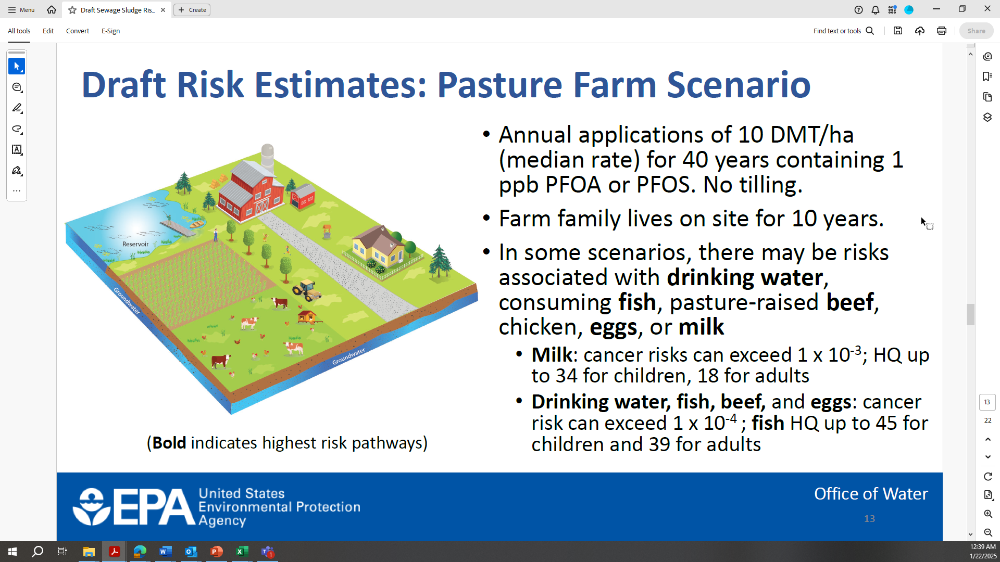 Menu
Draft Sewage Sludge Ris...
Create
All tools
Edit
Convert
E-Sign
Find text or tools
Share
Draft Risk Estimates: Pasture Farm Scenario
Reservoir
Groundwater
Groundwater
(Bold indicates highest risk pathways)
• Annual applications of 10 DMT/ha
(median rate) for 40 years containing 1
ppb PFOA or PFOS. No tilling.
• Farm family lives on site for 10 years.
• In some scenarios, there may be risks
associated with drinking water,
consuming fish, pasture-raised beef,
chicken, eggs, or milk
• Milk: cancer risks can exceed 1 x 10⁻³; HQ up
to 34 for children, 18 for adults
• Drinking water, fish, beef, and eggs: cancer
risk can exceed 1 x 10⁻⁴ ; fish HQ up to 45 for
children and 39 for adults
13
22
EPA
United States
Environmental Protection
Agency
Office of Water
13
12:39 AM
1/22/2025